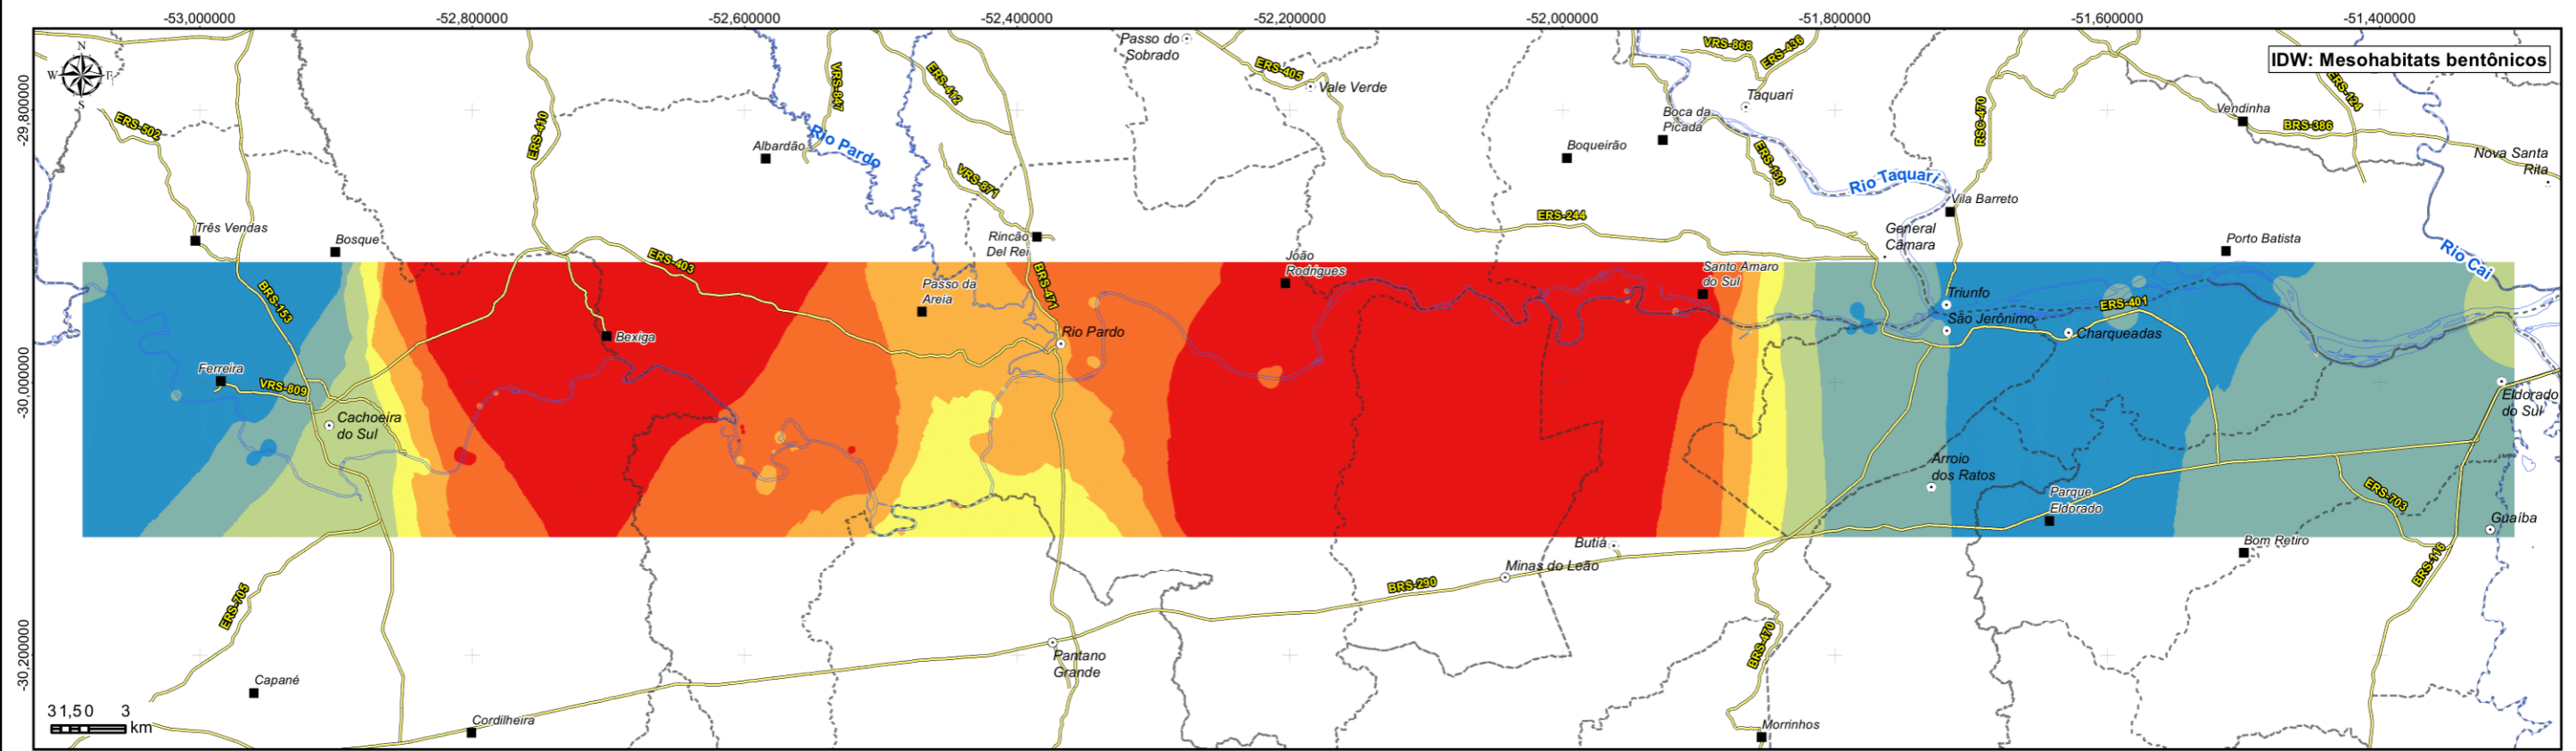 -53,000000
-52,800000
-52,600000
-52,400000
-52,200000
-52,000000
-51,800000
-51,600000
-51,400000
IDW: Mesohabitats bentônicos
N
W
E
S
-29,800000
-30,000000
-30,200000
Passo do
Sobrado
ERS-405
Vale Verde
VRS-868
ERS-436
Taquari
Boca da
Picada
Boqueirão
ERS-130
Rio Taquari
RSC-470
Vila Barreto
Vendinha
BRS-386
ERS-124
Nova Santa
Rita
ERS-502
ERS-410
VRS-847
ERS-412
Albardão
Rio Pardo
VRS-871
Três Vendas
Bosque
ERS-403
Rincão
Del Rei
BRS-471
ERS-244
General
Câmara
Porto Batista
Rio Cai
João
Rodrigues
Santo Amaro
do Sul
Passo da
Areia
BRS-153
Bexiga
Rio Pardo
Triunfo
São Jerônimo
ERS-401
Charqueadas
Ferreira
VRS-809
Cachoeira
do Sul
Eldorado
do Sul
Arroio
dos Ratos
Parque
Eldorado
ERS-703
Guaíba
Butiá
Bom Retiro
BRS-116
Minas do Leão
BRS-290
ERS-705
BRS-470
Pantano
Grande
Capané
Cordilheira
Morrinhos
3 1,5 0 3
km